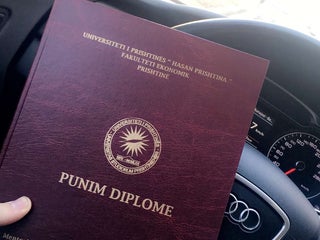 UNIVERSITETI I PRISHTINËS " HASAN PRISHTINA "
FAKULTETI EKONOMIK
PRISHTINË
PUNIM DIPLOME